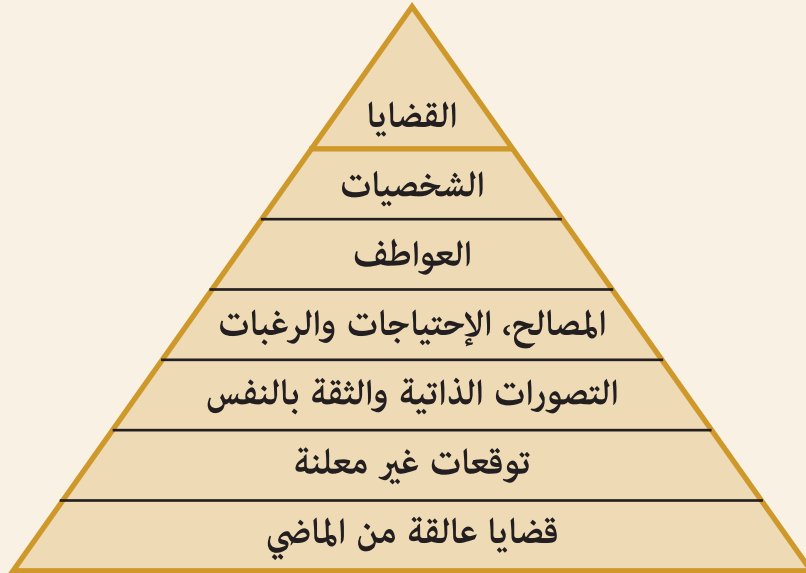 القضايا
الشخصيات
العواطف
المصالح، الإحتياجات والرغبات
التصورات الذاتية والثقة بالنفس
توقعات غير معلنة
قضايا عالقة من الماضي